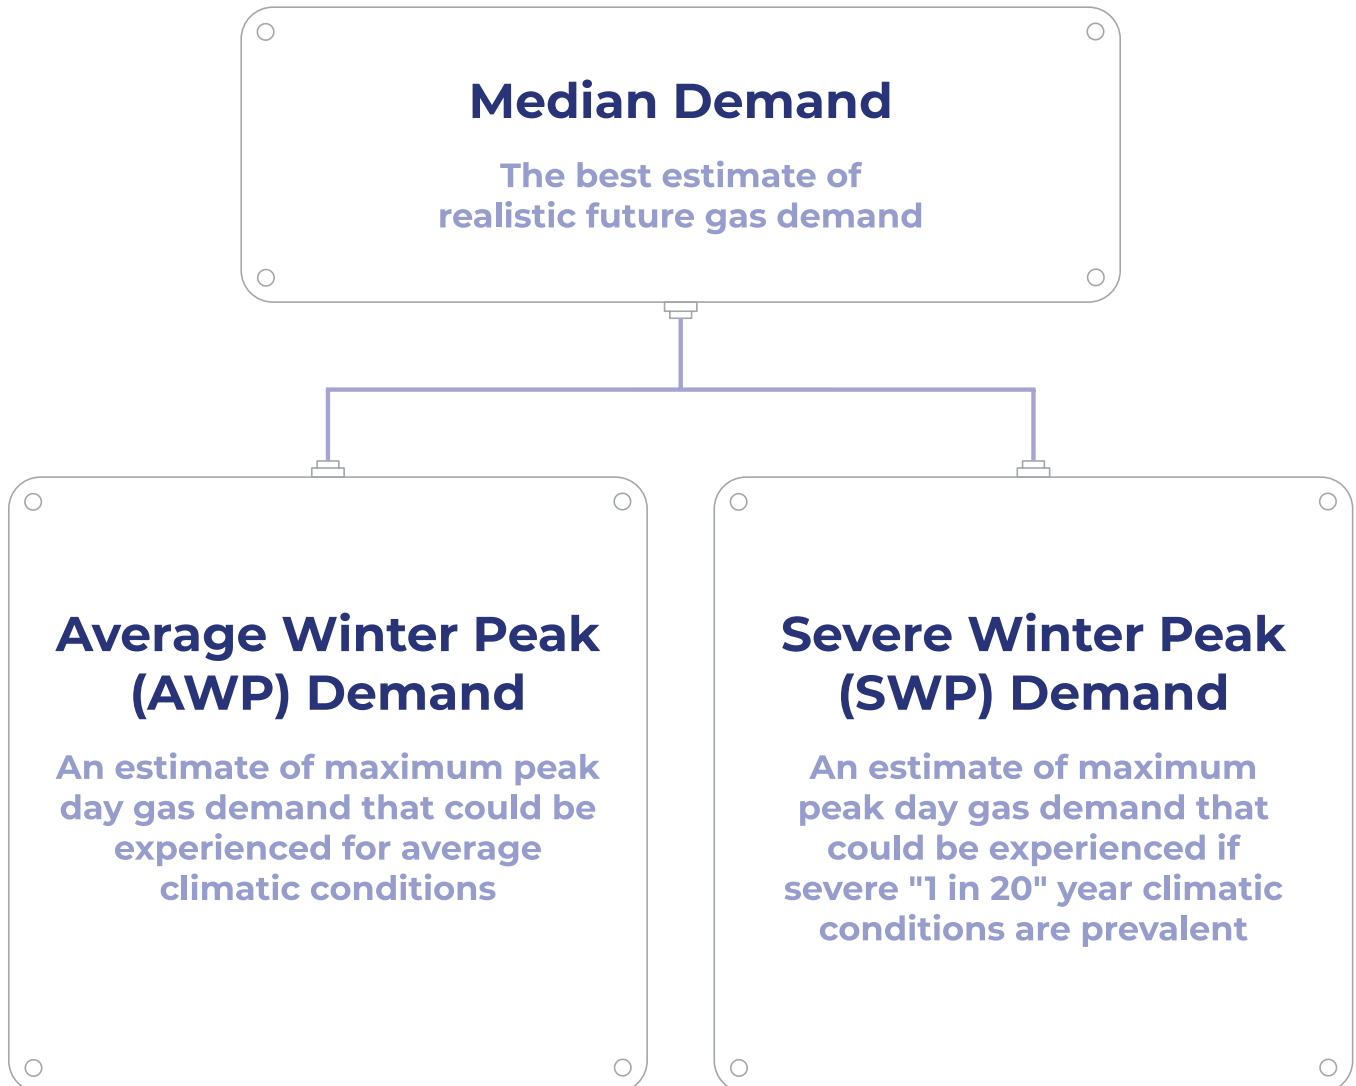 Median Demand
The best estimate of
realistic future gas demand
Average Winter Peak
(AWP) Demand
An estimate of maximum peak
day gas demand that could be
experienced for average
climatic conditions
Severe Winter Peak
(SWP) Demand
An estimate of maximum
peak day gas demand that
could be experienced if
severe "1 in 20" year climatic
conditions are prevalent